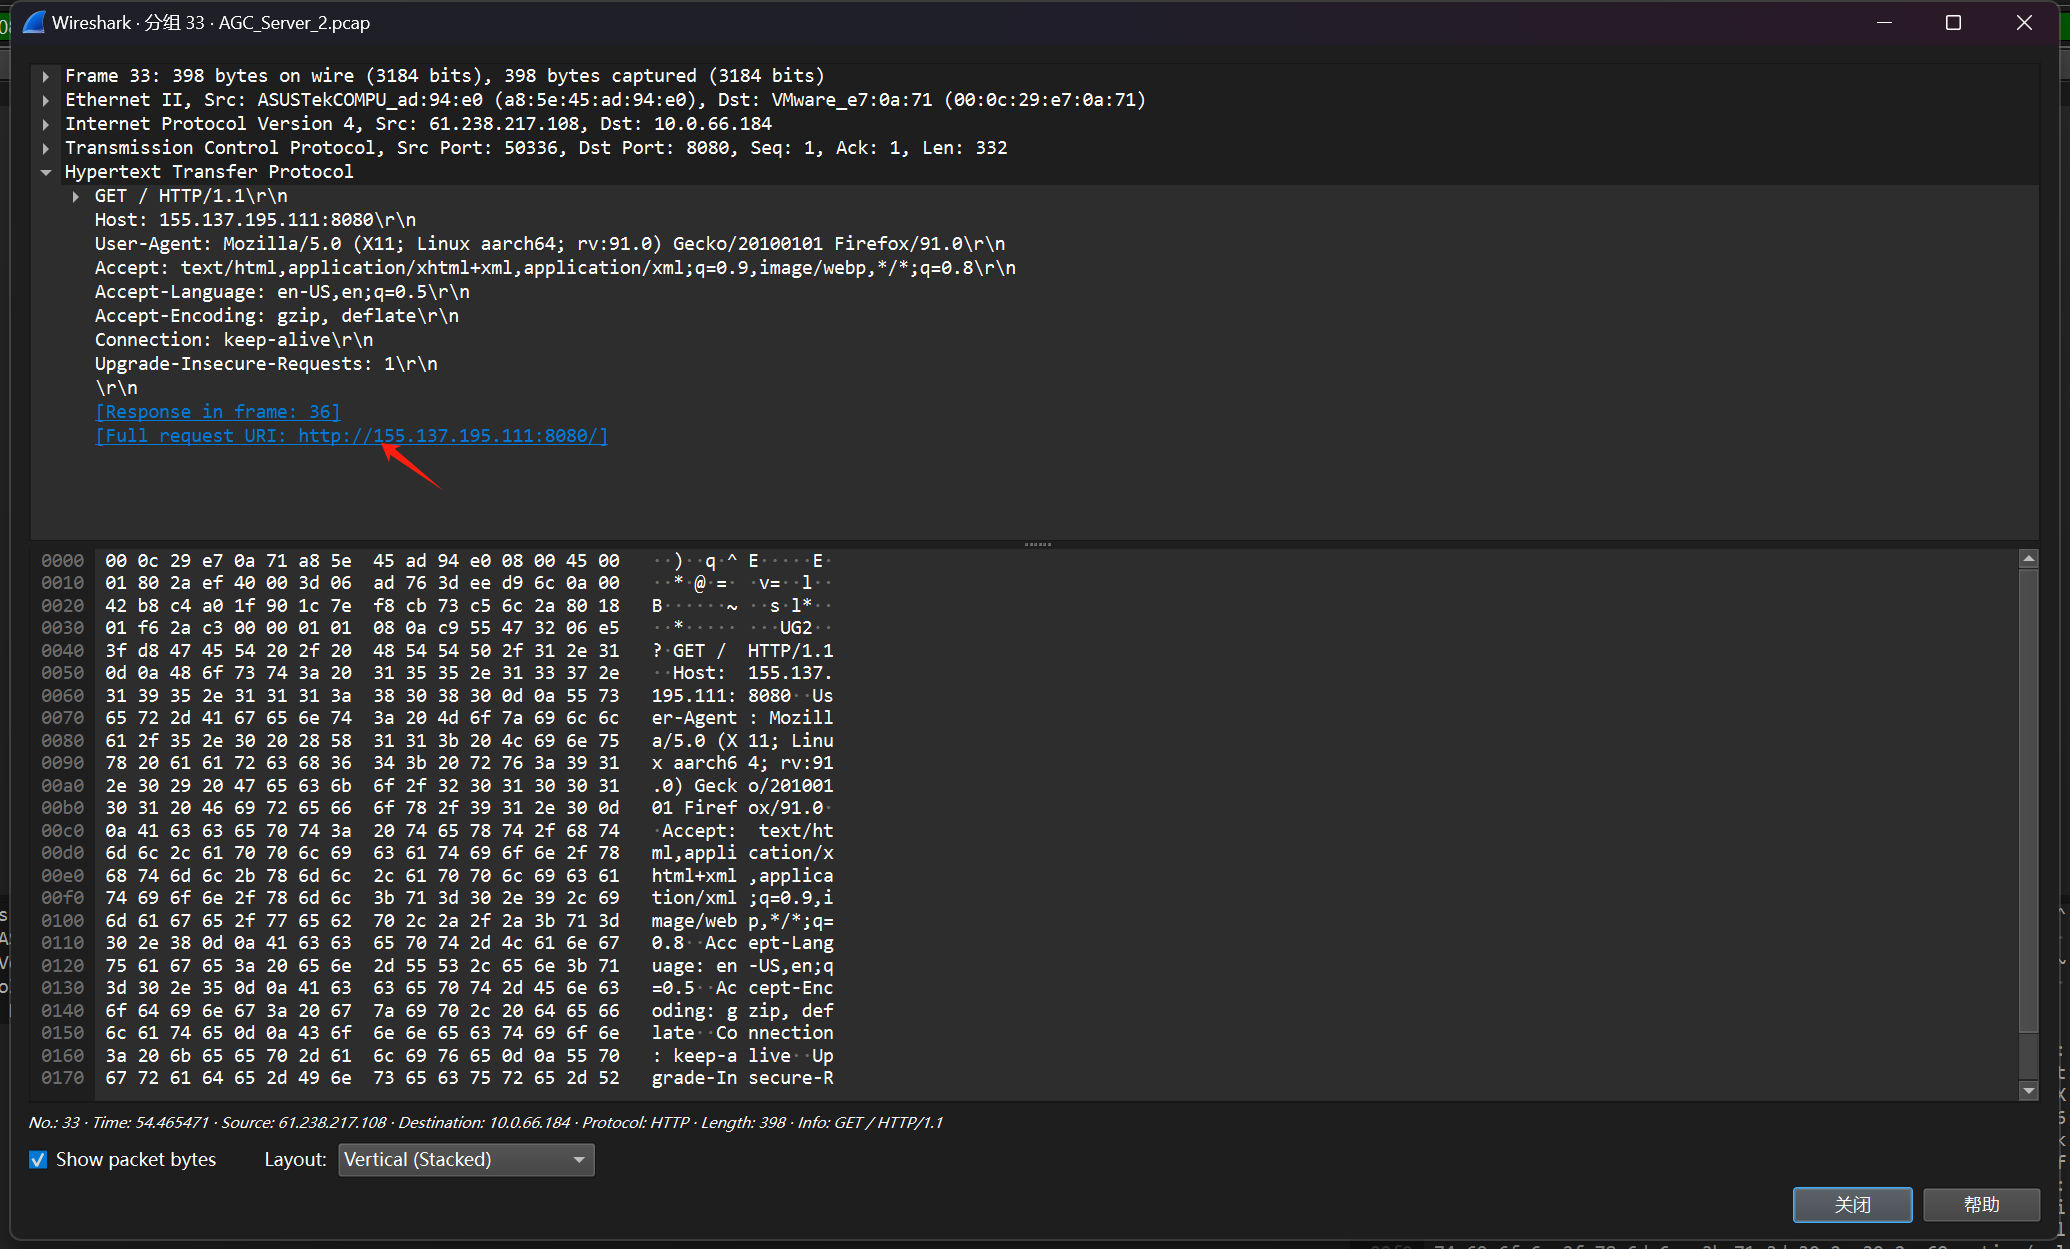 Wireshark · 分组 33 · AGC_Server_2.pcap
Frame 33: 398 bytes on wire (3184 bits), 398 bytes captured (3184 bits)
Ethernet II, Src: ASUSTekCOMPU_ad:94:e0 (a8:5e:45:ad:94:e0), Dst: VMware_e7:0a:71 (00:0c:29:e7:0a:71)
Internet Protocol Version 4, Src: 61.238.217.108, Dst: 10.0.66.184
Transmission Control Protocol, Src Port: 50336, Dst Port: 8080, Seq: 1, Ack: 1, Len: 332
Hypertext Transfer Protocol
GET / HTTP/1.1\r\n
Host: 155.137.195.111:8080\r\n
User-Agent: Mozilla/5.0 (X11; Linux aarch64; rv:91.0) Gecko/20100101 Firefox/91.0\r\n
Accept: text/html,application/xhtml+xml,application/xml;q=0.9,image/webp,*/*;q=0.8\r\n
Accept-Language: en-US,en;q=0.5\r\n
Accept-Encoding: gzip, deflate\r\n
Connection: keep-alive\r\n
Upgrade-Insecure-Requests: 1\r\n
\r\n
[Response in frame: 36]
[Full request URI: http://155.137.195.111:8080/]
0000 00 0c 29 e7 0a 71 a8 5e 45 ad 94 e0 08 00 45 00 ··)··q·^ E·····E·
0010 01 80 2a ef 40 00 3d 06 ad 76 3d ee d9 6c 0a 00 ··*·@·=· ·v=··l··
0020 42 b8 c4 a0 1f 90 1c 7e f8 cb 73 c5 6c 2a 80 18 B······~ ··s·l*··
0030 01 f6 2a c3 00 00 01 01 08 0a c9 55 47 32 06 e5 ··*····· ···UG2··
0040 3f d8 47 45 54 20 2f 20 48 54 54 50 2f 31 2e 31 ?·GET / HTTP/1.1
0050 0d 0a 48 6f 73 74 3a 20 31 35 35 2e 31 33 37 2e ··Host: 155.137.
0060 31 39 35 2e 31 31 31 3a 38 30 38 30 0d 0a 55 73 195.111: 8080··Us
0070 65 72 2d 41 67 65 6e 74 3a 20 4d 6f 7a 69 6c 6c er-Agent : Mozill
0080 61 2f 35 2e 30 20 28 58 31 31 3b 20 4c 69 6e 75 a/5.0 (X 11; Linu
0090 78 20 61 61 72 63 68 36 34 3b 20 72 76 3a 39 31 x aarch6 4; rv:91
00a0 2e 30 29 20 47 65 63 6b 6f 2f 32 30 31 30 30 31 .0) Geck o/201001
00b0 30 31 20 46 69 72 65 66 6f 78 2f 39 31 2e 30 0d 01 Firef ox/91.0·
00c0 0a 41 63 63 65 70 74 3a 20 74 65 78 74 2f 68 74 ·Accept: text/ht
00d0 6d 6c 2c 61 70 70 6c 69 63 61 74 69 6f 6e 2f 78 ml,appli cation/x
00e0 68 74 6d 6c 2b 78 6d 6c 2c 61 70 70 6c 69 63 61 html+xml ,applica
00f0 74 69 6f 6e 2f 78 6d 6c 3b 71 3d 30 2e 39 2c 69 tion/xml ;q=0.9,i
0100 6d 61 67 65 2f 77 65 62 70 2c 2a 2f 2a 3b 71 3d mage/web p,*/*;q=
0110 30 2e 38 0d 0a 41 63 63 65 70 74 2d 4c 61 6e 67 0.8··Acc ept-Lang
0120 75 61 67 65 3a 20 65 6e 2d 55 53 2c 65 6e 3b 71 uage: en -US,en;q
0130 3d 30 2e 35 0d 0a 41 63 63 65 70 74 2d 45 6e 63 =0.5··Ac cept-Enc
0140 6f 64 69 6e 67 3a 20 67 7a 69 70 2c 20 64 65 66 oding: g zip, def
0150 6c 61 74 65 0d 0a 43 6f 6e 6e 65 63 74 69 6f 6e late··Co nnection
0160 3a 20 6b 65 65 70 2d 61 6c 69 76 65 0d 0a 55 70 : keep-a live··Up
0170 67 72 61 64 65 2d 49 6e 73 65 63 75 72 65 2d 52 grade-In secure-R
No.: 33 · Time: 54.465471 · Source: 61.238.217.108 · Destination: 10.0.66.184 · Protocol: HTTP · Length: 398 · Info: GET / HTTP/1.1
Show packet bytes Layout: Vertical (Stacked)
关闭 帮助